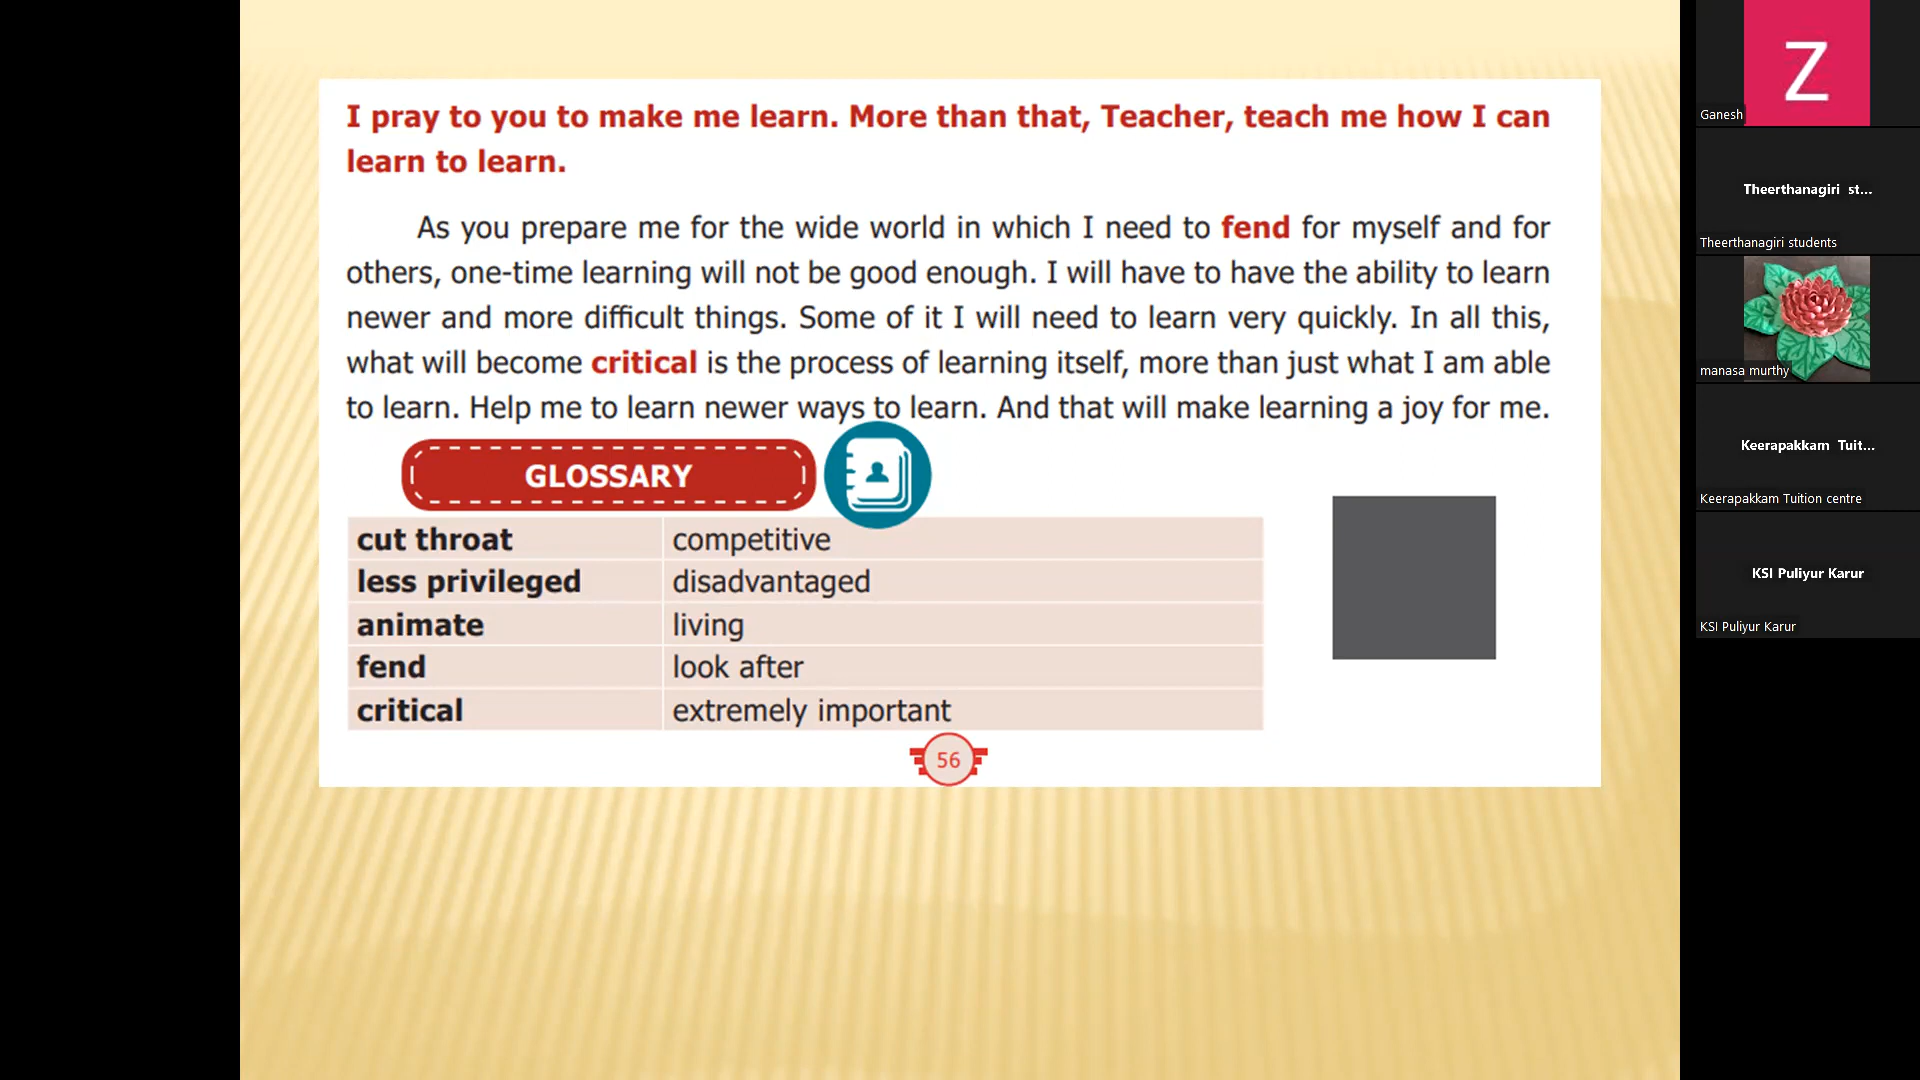 I pray to you to make me learn. More than that, Teacher, teach me how I can
learn to learn.
As you prepare me for the wide world in which I need to fend for myself and for
others, one-time learning will not be good enough. I will have to have the ability to learn
newer and more difficult things. Some of it I will need to learn very quickly. In all this,
what will become critical is the process of learning itself, more than just what I am able
to learn. Help me to learn newer ways to learn. And that will make learning a joy for me.
GLOSSARY
cut throat competitive
less privileged disadvantaged
animate living
fend look after
critical extremely important
56
Z
Ganesh
Theerthanagiri st...
Theerthanagiri students
manasa murthy
Keerapakkam Tuit...
Keerapakkam Tuition centre
KSI Puliyur Karur
KSI Puliyur Karur